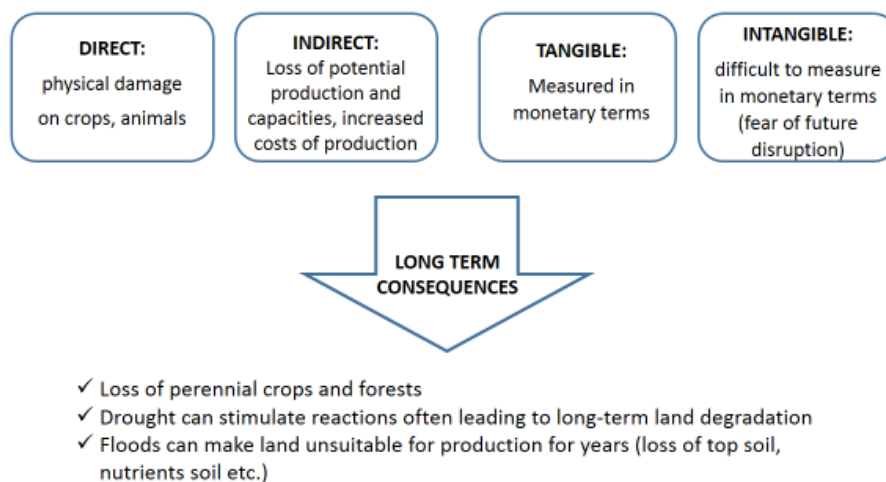 DIRECT:
physical damage
on crops, animals
INDIRECT:
Loss of potential
production and
capacities, increased
costs of production
TANGIBLE:
Measured in
monetary terms
INTANGIBLE:
difficult to measure
in monetary terms
(fear of future
disruption)
LONG TERM
CONSEQUENCES
✓ Loss of perennial crops and forests
✓ Drought can stimulate reactions often leading to long-term land degradation
✓ Floods can make land unsuitable for production for years (loss of top soil,
nutrients soil etc.)